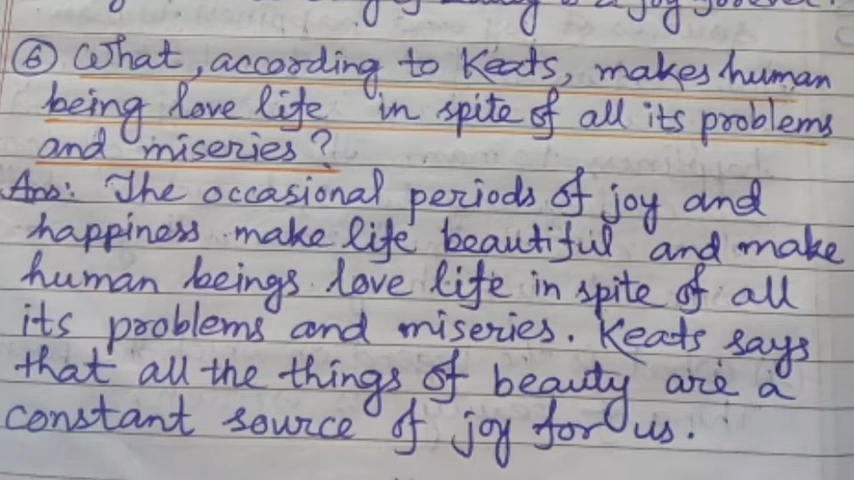 is a joy forever.
⑥ What, according to Keats, makes human
being love life in spite of all its problems
and miseries?
Ans: The occasional periods of joy and
happiness make life beautiful and make
human beings love life in spite of all
its problems and miseries. Keats says
that all the things of beauty are a
constant source of joy for us.